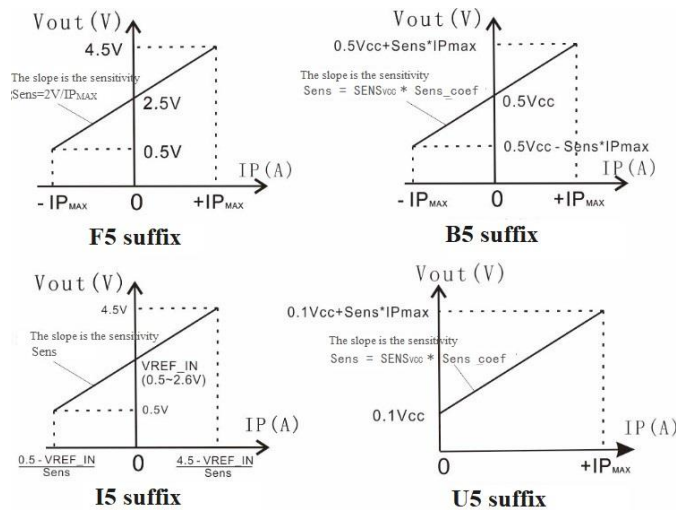 Vout(V)
4.5V
The slope is the sensitivity
Sens=2V/IPMAX
2.5V
0.5V
IP(A)
- IPMAX
0
+IPMAX
F5 suffix
Vout(V)
0.5Vcc+Sens*IPmax
The slope is the sensitivity
Sens = SENSvcc * Sens_coef
0.5Vcc
0.5Vcc - Sens*IPmax
IP(A)
- IPMAX
0
+IPMAX
B5 suffix
Vout(V)
4.5V
The slope is the sensitivity
Sens
VREF_IN
(0.5~2.6V)
0.5V
IP(A)
0.5 - VREF_IN
Sens
0
4.5 - VREF_IN
Sens
I5 suffix
Vout(V)
0.1Vcc+Sens*IPmax
The slope is the sensitivity
Sens = SENSvcc * Sens_coef
0.1Vcc
IP(A)
0
+IPMAX
U5 suffix